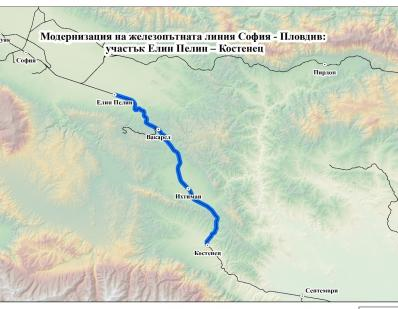 Модернизация на железопътната линия София - Пловдив:
участък Елин Пелин – Костенец
София
Пирдоп
Елин Пелин
Вакарел
Ихтиман
Костенец
Септември